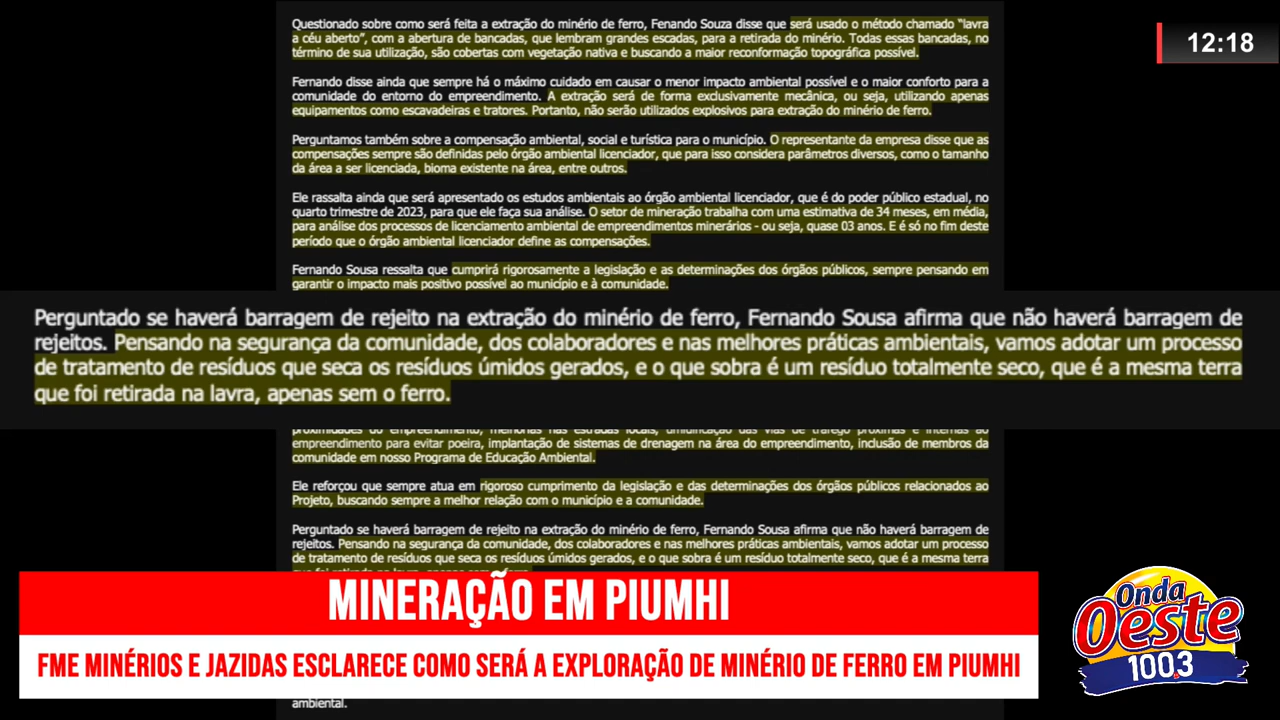 Questionado sobre como será feita a extração do minério de ferro, Fenando Souza disse que será usado o método chamado "lavra
a céu aberto", com a abertura de bancadas, que lembram grandes escadas, para a retirada do minério. Todas essas bancadas, no
término de sua utilização, são cobertas com vegetação nativa e buscando a maior reconformação topográfica possível.
12:18
Fernando disse ainda que sempre há o máximo cuidado em causar o menor impacto ambiental possível e o maior conforto para a
comunidade do entorno do empreendimento. A extração será de forma exclusivamente mecânica, ou seja, utilizando apenas
equipamentos como escavadeiras e tratores. Portanto, não serão utilizados explosivos para extração do minério de ferro.
Perguntamos também sobre a compensação ambiental, social e turística para o município. O representante da empresa disse que as
compensações sempre são definidas pelo órgão ambiental licenciador, que para isso considera parâmetros diversos, como o tamanho
da área a ser licenciada, bioma existente na área, entre outros.
Ele rassalta ainda que será apresentado os estudos ambientais ao órgão ambiental licenciador, que é do poder público estadual, no
quarto trimestre de 2023, para que ele faça sua análise. O setor de mineração trabalha com uma estimativa de 34 meses, em média,
para análise dos processos de licenciamento ambiental de empreendimentos minerários - ou seja, quase 03 anos. E é só no fim deste
período que o órgão ambiental licenciador define as compensações.
Fernando Sousa ressalta que cumprirá rigorosamente a legislação e as determinações dos órgãos públicos, sempre pensando em
garantir o impacto mais positivo possível ao município e à comunidade.
Perguntado se haverá barragem de rejeito na extração do minério de ferro, Fernando Sousa afirma que não haverá barragem de
rejeitos. Pensando na segurança da comunidade, dos colaboradores e nas melhores práticas ambientais, vamos adotar um processo
de tratamento de resíduos que seca os resíduos úmidos gerados, e o que sobra é um resíduo totalmente seco, que é a mesma terra
que foi retirada na lavra, apenas sem o ferro.
proximidades do empreendimento, melhorias nas estradas locais, umidificação das vias de tráfego próximas e internas ao
empreendimento para evitar poeira, implantação de sistemas de drenagem na área do empreendimento, inclusão de membros da
comunidade em nosso Programa de Educação Ambiental.
Ele reforçou que sempre atua em rigoroso cumprimento da legislação e das determinações dos órgãos públicos relacionados ao
Projeto, buscando sempre a melhor relação com o município e a comunidade.
Perguntado se haverá barragem de rejeito na extração do minério de ferro, Fernando Sousa afirma que não haverá barragem de
rejeitos. Pensando na segurança da comunidade, dos colaboradores e nas melhores práticas ambientais, vamos adotar um processo
de tratamento de resíduos que seca os resíduos úmidos gerados, e o que sobra é um resíduo totalmente seco, que é a mesma terra
MINERAÇÃO EM PIUMHI
FME MINÉRIOS E JAZIDAS ESCLARECE COMO SERÁ A EXPLORAÇÃO DE MINÉRIO DE FERRO EM PIUMHI
Onda
Oeste
100.3
ambiental.